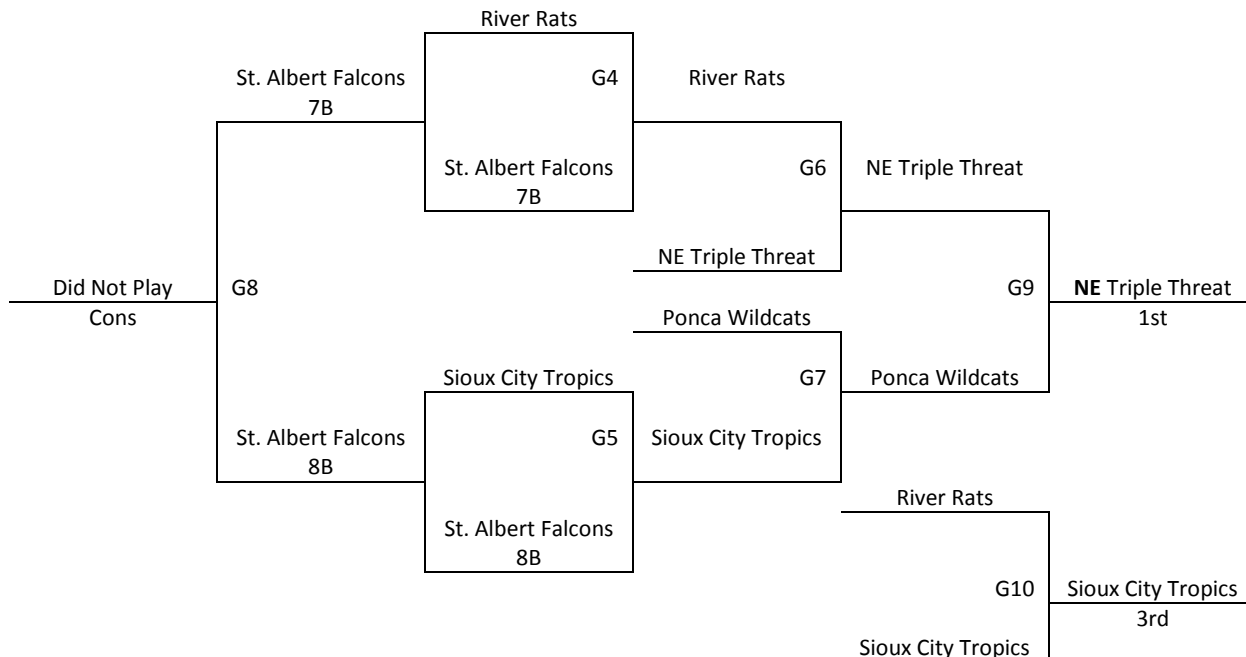 River Rats
St. Albert Falcons
7B
G4
River Rats
St. Albert Falcons
7B
G6
NE Triple Threat
NE Triple Threat
Did Not Play
Cons
G8
G9
NE Triple Threat
1st
Ponca Wildcats
Sioux City Tropics
G7
Ponca Wildcats
St. Albert Falcons
8B
G5
Sioux City Tropics
River Rats
St. Albert Falcons
8B
G10
Sioux City Tropics
3rd
Sioux City Tropics